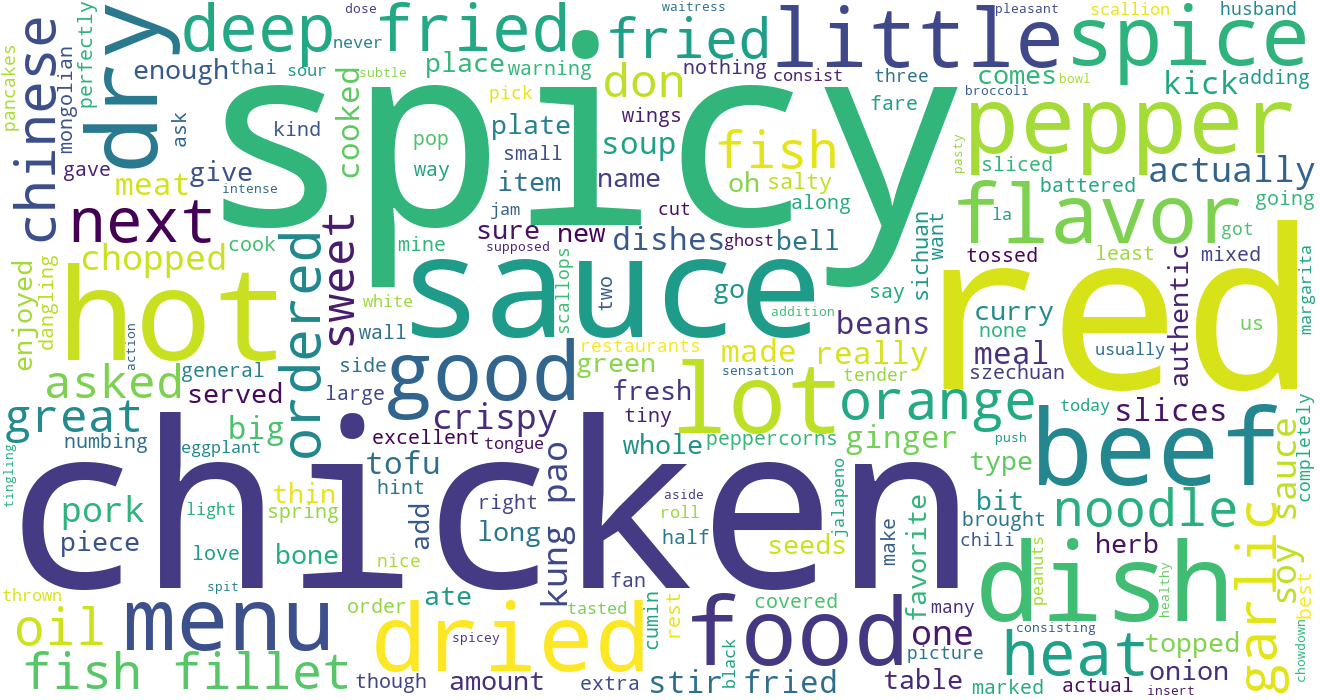 dose
waitress
pleasant
scallion
husband
pancakes
chinese
mongolian
perfectly
dry
deep
fried
never
fried
little
spice
enough
thai
sour
subtle
place
warning
don
nothing
consist
three
comes
bowl
kick
adding
broccoli
spicy
ask
kind
cooked
pop
way
pick
plate
small
item
wings
soup
name
fish
fare
pepper
pasty
sliced
actually
gave
meat
give
intense
jam
oh
salty
along
battered
going
next
sweet
mine
sure
supposed
new
cut
dishes
ghost
bell
sichuan
want
flavor
la
got
chopped
cook
ordered
hot
enjoyed
dangling
white
sauce
scallops
two
go
addition
say
red
tossed
least
authentic
mixed
margarita
action
wall
beans
curry
none
us
asked
general
served
side
large
good
restaurants
green
made
sensation
really
tender
meal
szechuan
usually
lot
fresh
tiny
orange
great
numbing
big
eggplant
crispy
excellent
tongue
whole
peppercorns
ginger
beef
today
slices
push
type
completely
tingling
tofu
hint
chicken
thin
spring
light
pork
piece
love
bone
spit
nice
add
right
long
kung pao
aside
roll
half
fan
seeds
jalapeno
make
favorite
bit
brought
chili
noodle
herb
peanuts
healthy
garlic
soy sauce
best
chowdown
thrown
oil
menu
order
ate
dried
spicey
tasted
cumin
rest
food
covered
many
one
picture
dish
consisting
heat
topped
onion
fish fillet
though
amount
extra
stir fried
black
table
marked
actual
insert